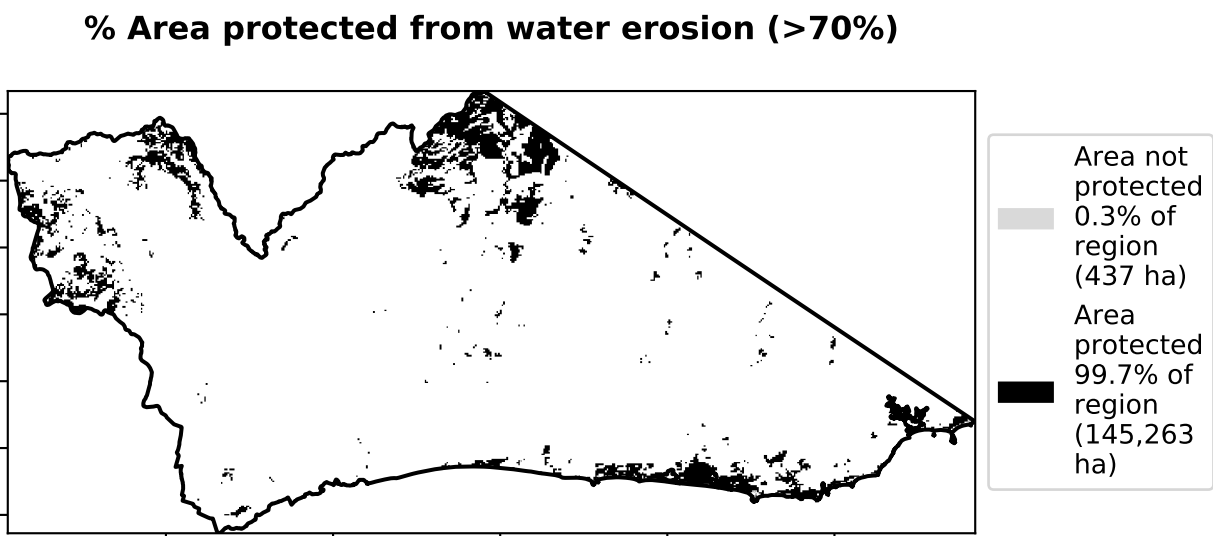 % Area protected from water erosion (>70%)
Area not
protected
0.3% of
region
(437 ha)
Area
protected
99.7% of
region
(145,263
ha)